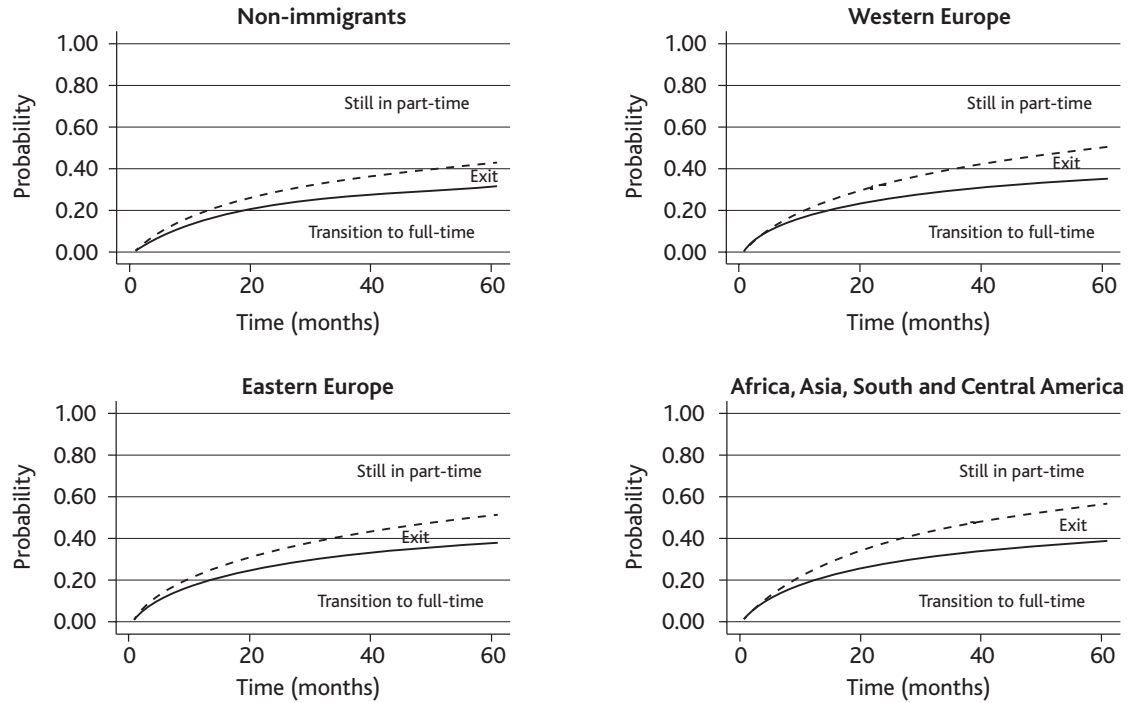 Non-immigrants
Probability
1.00
0.80
0.60
0.40
0.20
0.00
Still in part-time
Exit
Transition to full-time
0 20 40 60
Time (months)
Western Europe
Probability
1.00
0.80
0.60
0.40
0.20
0.00
Still in part-time
Exit
Transition to full-time
0 20 40 60
Time (months)
Eastern Europe
Probability
1.00
0.80
0.60
0.40
0.20
0.00
Still in part-time
Exit
Transition to full-time
0 20 40 60
Time (months)
Africa, Asia, South and Central America
Probability
1.00
0.80
0.60
0.40
0.20
0.00
Still in part-time
Exit
Transition to full-time
0 20 40 60
Time (months)